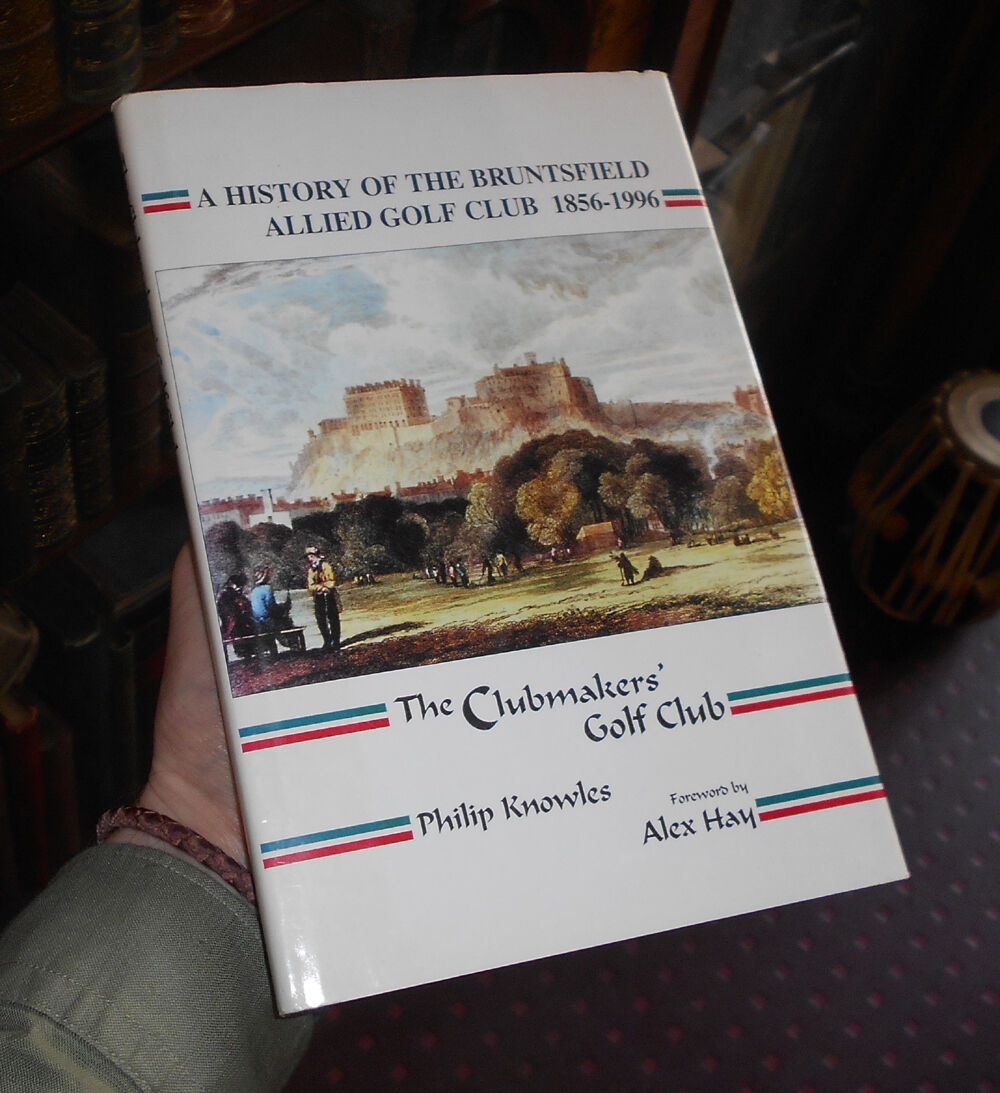 A HISTORY OF THE BRUNTSFIELD
ALLIED GOLF CLUB 1856-1996
The Clubmakers'
Golf Club
Philip Knowles
Foreword by
Alex Hay